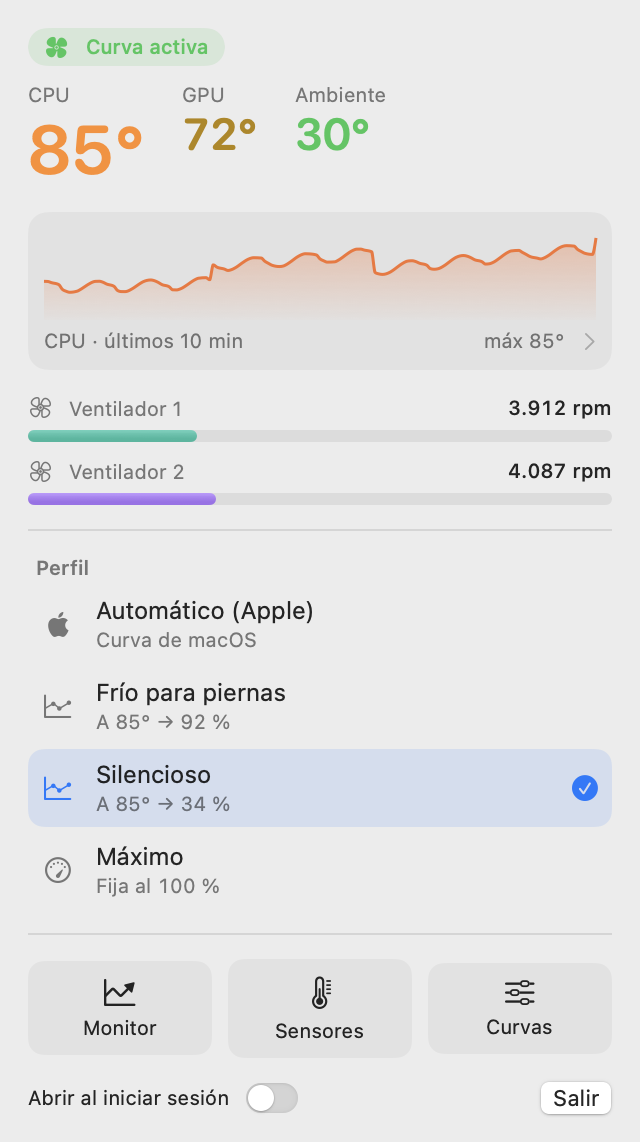 Curva activa
CPU GPU Ambiente
85° 72° 30°
CPU · últimos 10 min máx 85°
Ventilador 1 3.912 rpm
Ventilador 2 4.087 rpm
Perfil
Automático (Apple)
Curva de macOS
Frío para piernas
A 85° → 92 %
Silencioso
A 85° → 34 %
Máximo
Fija al 100 %
Monitor Sensores Curvas
Abrir al iniciar sesión Salir